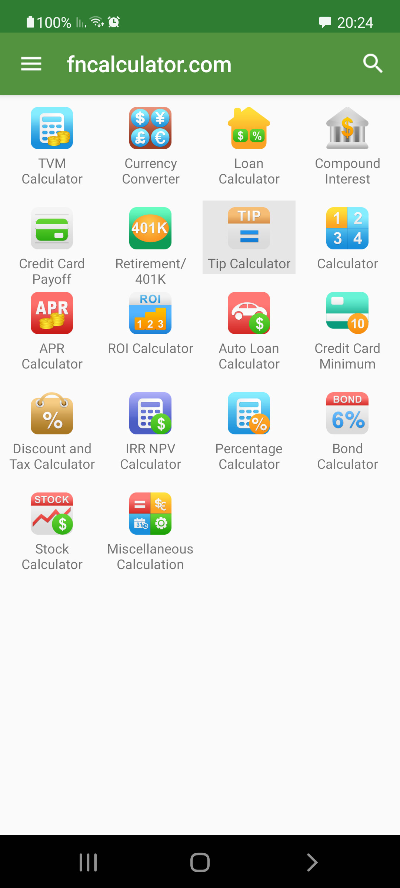 100%
20:24
fncalculator.com
TVM
Calculator
$ ¥
£ €
Currency
Converter
$ %
Loan
Calculator
$
Compound
Interest
Credit Card
Payoff
401K
Retirement/
401K
TIP
=
Tip Calculator
1 2
3 4
Calculator
APR
APR
Calculator
ROI
1 2 3
ROI Calculator
$
Auto Loan
Calculator
10
Credit Card
Minimum
%
Discount and
Tax Calculator
$
IRR NPV
Calculator
%
Percentage
Calculator
BOND
6%
Bond
Calculator
STOCK
$
Stock
Calculator
Miscellaneous
Calculation